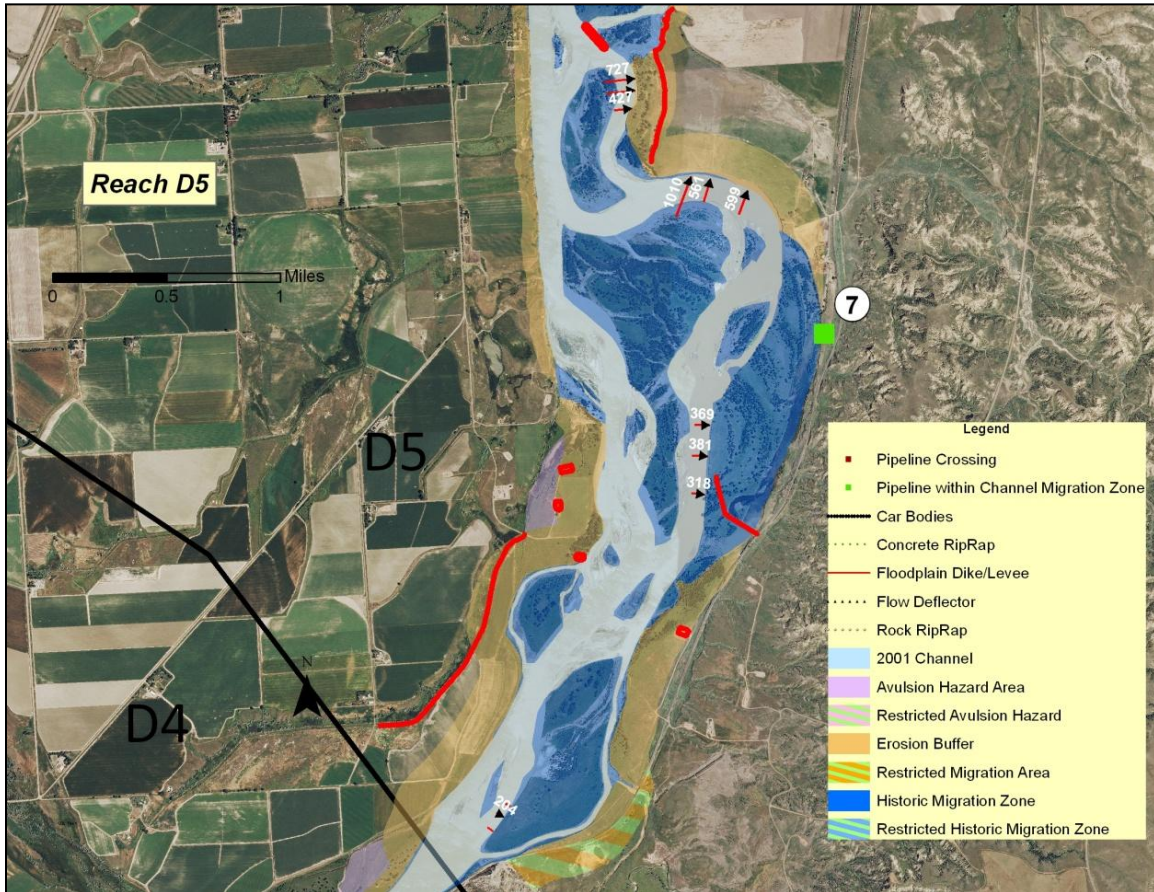 727
427
Reach D5
1010
561
599
Miles
0
0.5
1
7
369
381
318
D5
Legend
Pipeline Crossing
Pipeline within Channel Migration Zone
Car Bodies
Concrete RipRap
Floodplain Dike/Levee
Flow Deflector
Rock RipRap
2001 Channel
Avulsion Hazard Area
Restricted Avulsion Hazard
Erosion Buffer
Restricted Migration Area
Historic Migration Zone
Restricted Historic Migration Zone
N
D4
204